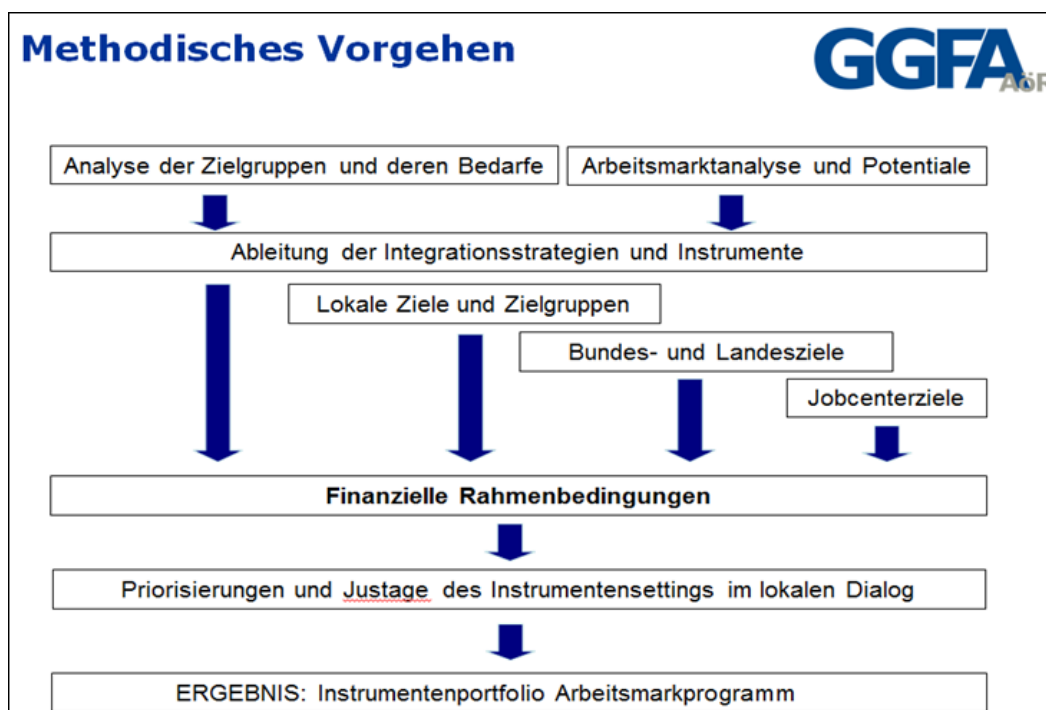 Methodisches Vorgehen
GGFA
AöR
Analyse der Zielgruppen und deren Bedarfe
Arbeitsmarktanalyse und Potentiale
Ableitung der Integrationsstrategien und Instrumente
Lokale Ziele und Zielgruppen
Bundes- und Landesziele
Jobcenterziele
Finanzielle Rahmenbedingungen
Priorisierungen und Justage des Instrumentensettings im lokalen Dialog
ERGEBNIS: Instrumentenportfolio Arbeitsmarkprogramm